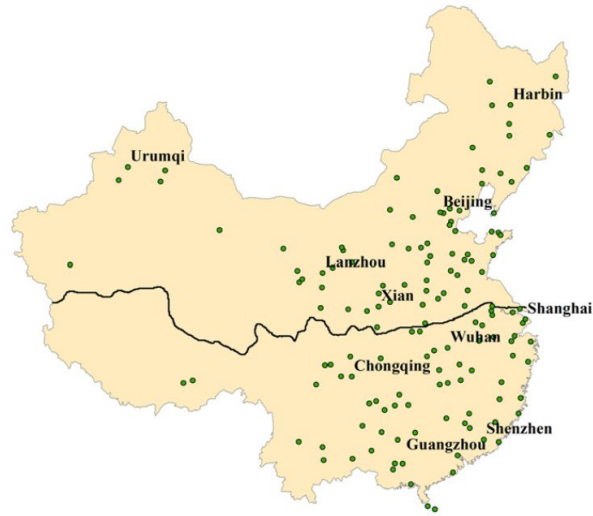 Harbin
Urumqi
Beijing
Lanzhou
Xian
Shanghai
Wuhan
Chongqing
Shenzhen
Guangzhou